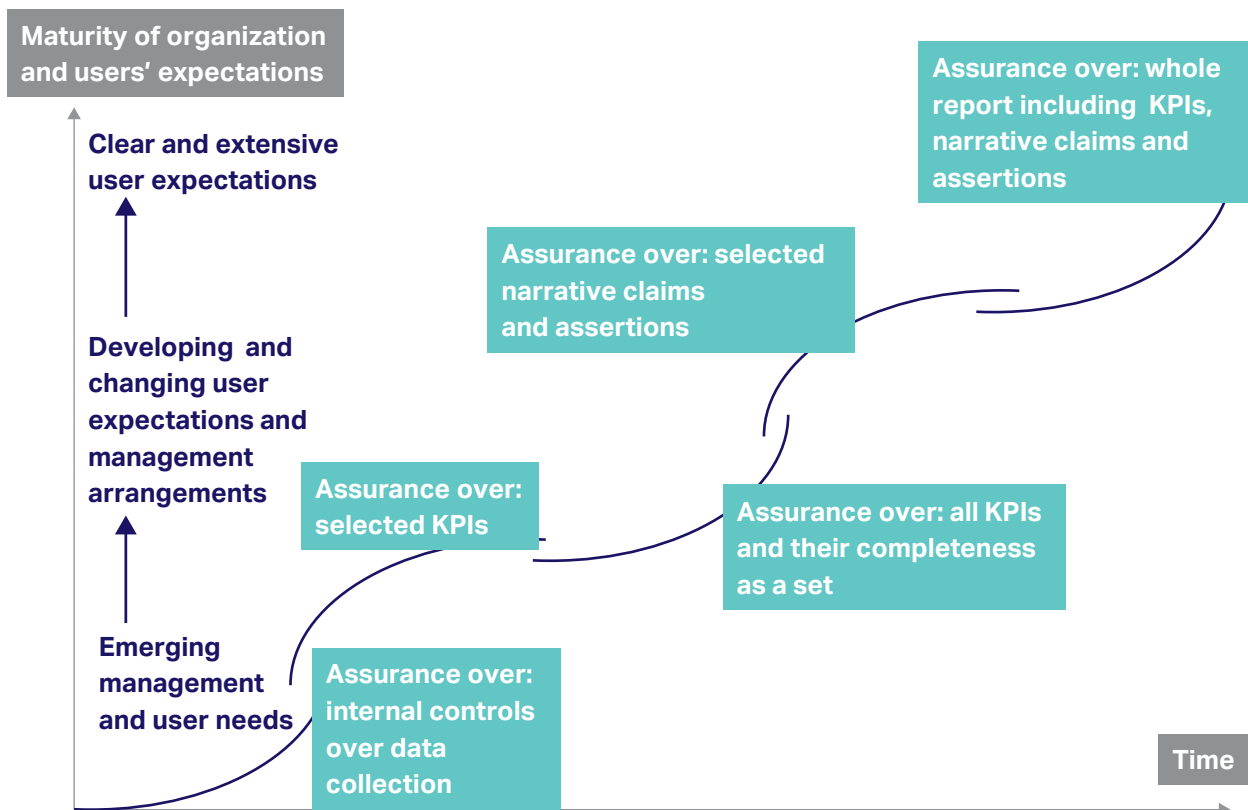 Maturity of organization
and users’ expectations
Clear and extensive
user expectations
Developing and
changing user
expectations and
management
arrangements
Emerging
management
and user needs
Assurance over:
internal controls
over data
collection
Assurance over:
selected KPIs
Assurance over: all KPIs
and their completeness
as a set
Assurance over: selected
narrative claims
and assertions
Assurance over: whole
report including KPIs,
narrative claims and
assertions
Time